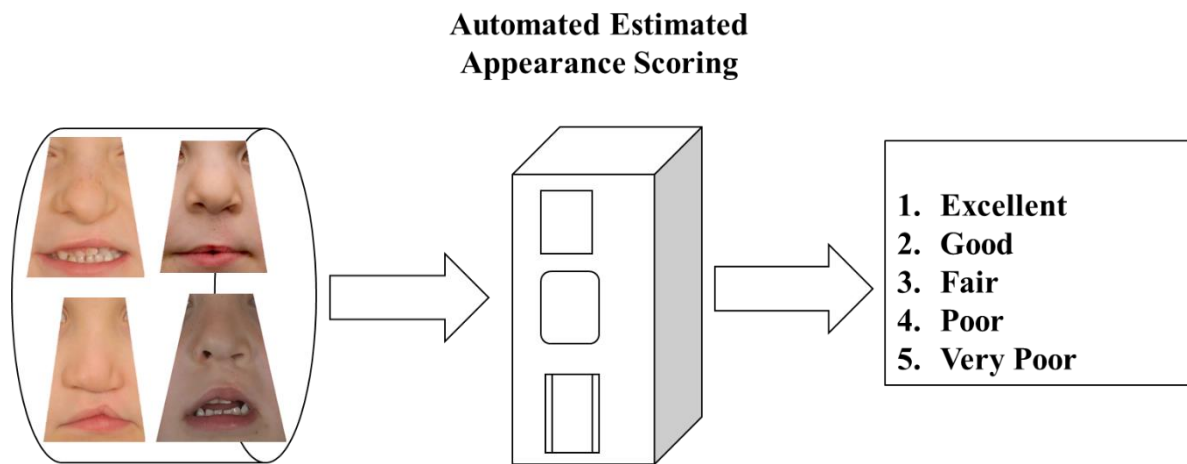 Automated Estimated
Appearance Scoring
1. Excellent
2. Good
3. Fair
4. Poor
5. Very Poor